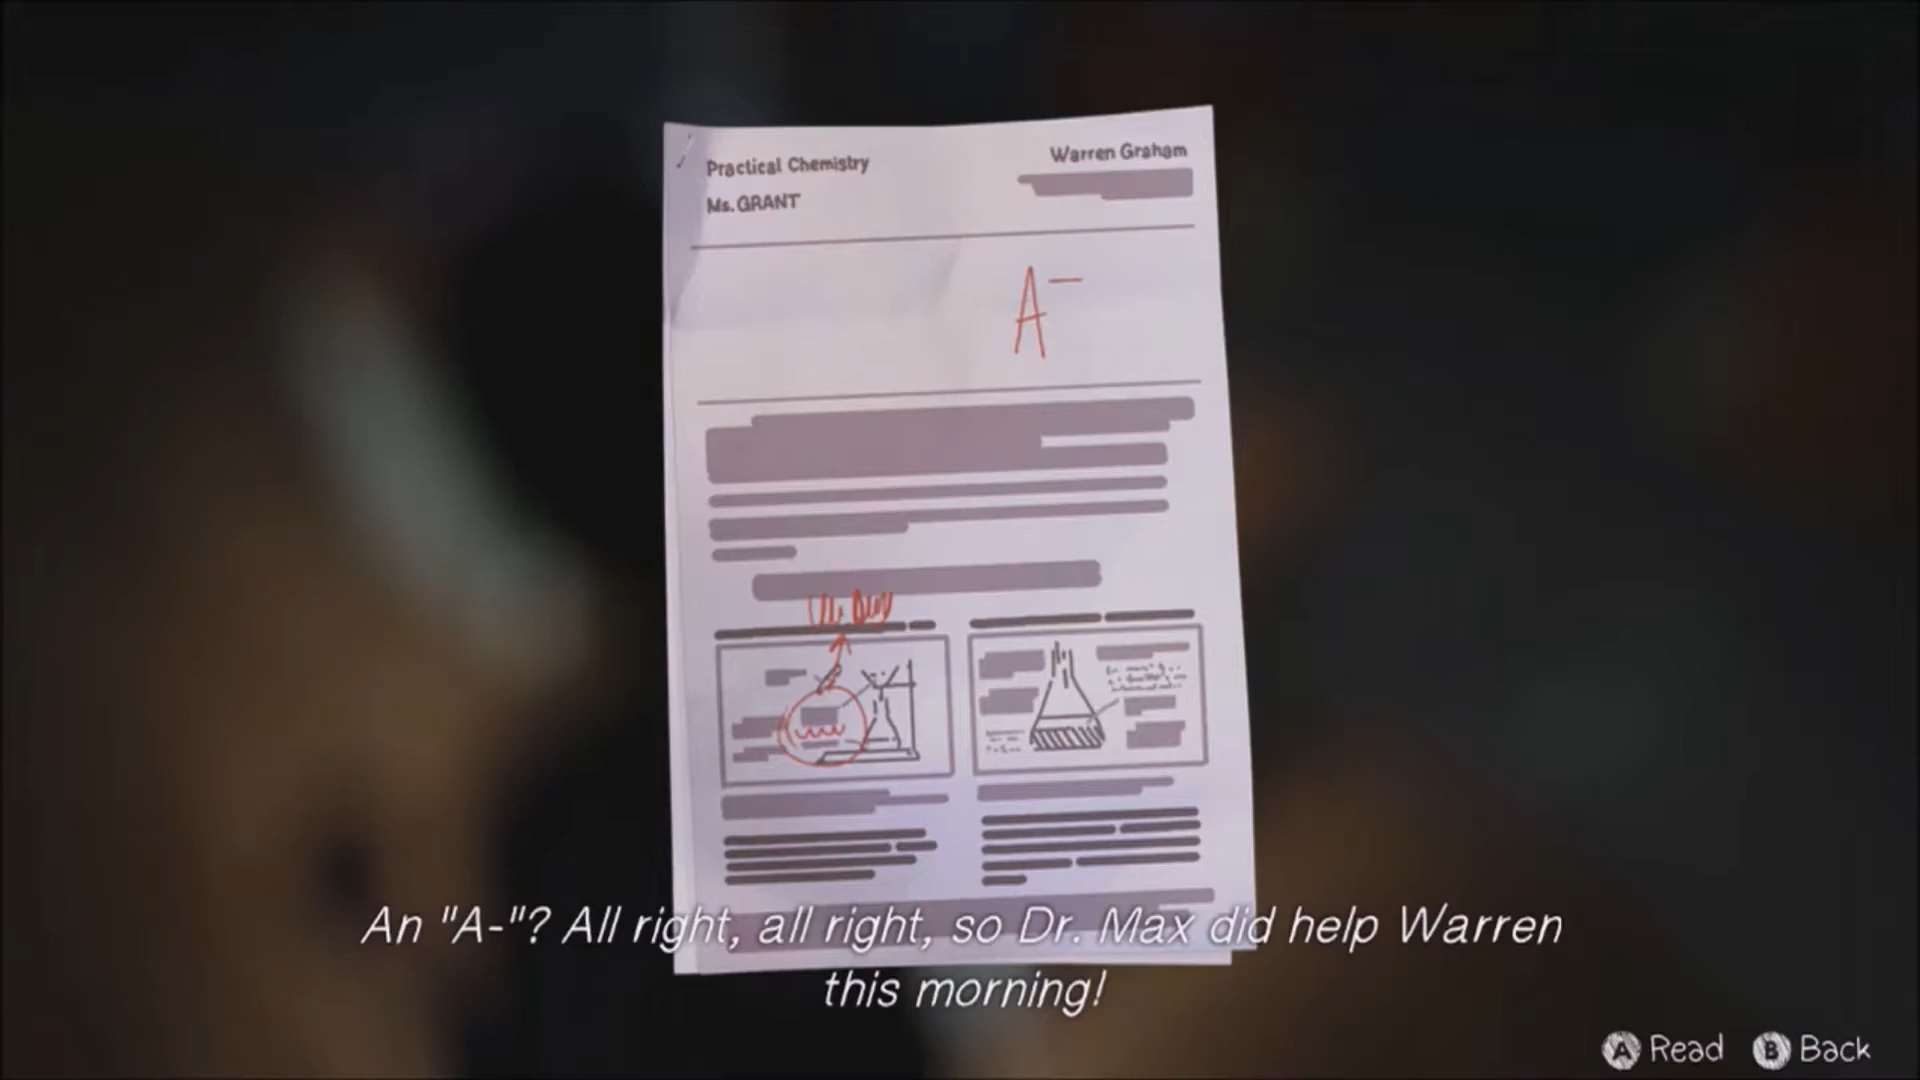 Practical Chemistry
Warren Graham
Ms. GRANT
A-
An "A-"? All right, all right, so Dr. Max did help Warren
this morning!
A Read B Back